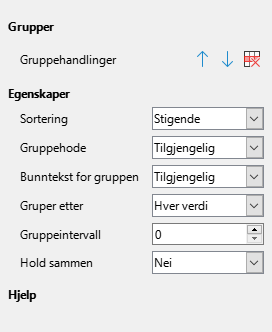 Grupper
Gruppehandlinger
Egenskaper
Sortering Stigende
Gruppehode Tilgjengelig
Bunntekst for gruppen Tilgjengelig
Gruper etter Hver verdi
Gruppeintervall 0
Hold sammen Nei
Hjelp